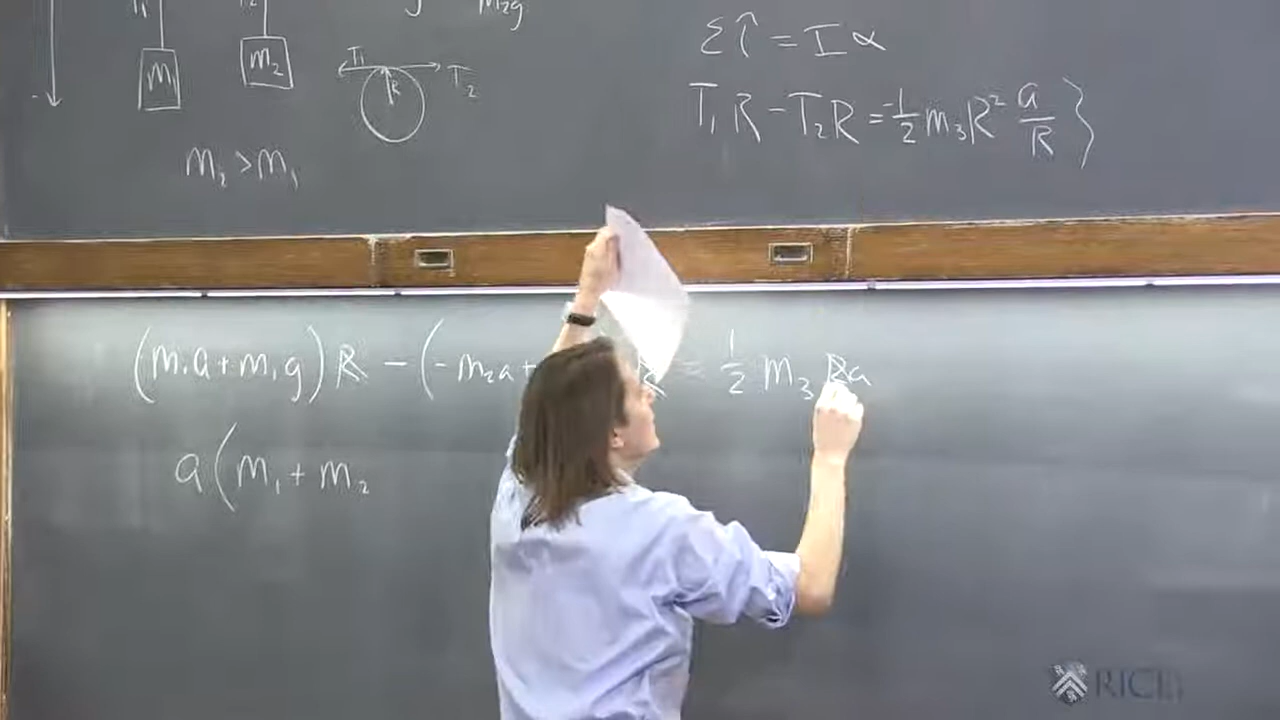 m₂g
m₁
m₂
T₁
T₂
R
m₂ > m₁
Στ = Iα
T₁R - T₂R = -½ m₃R² a/R }
(m₁a + m₁g)R - (-m₂a+ R = ½ m₃ Ra
a(m₁ + m₂
RICE